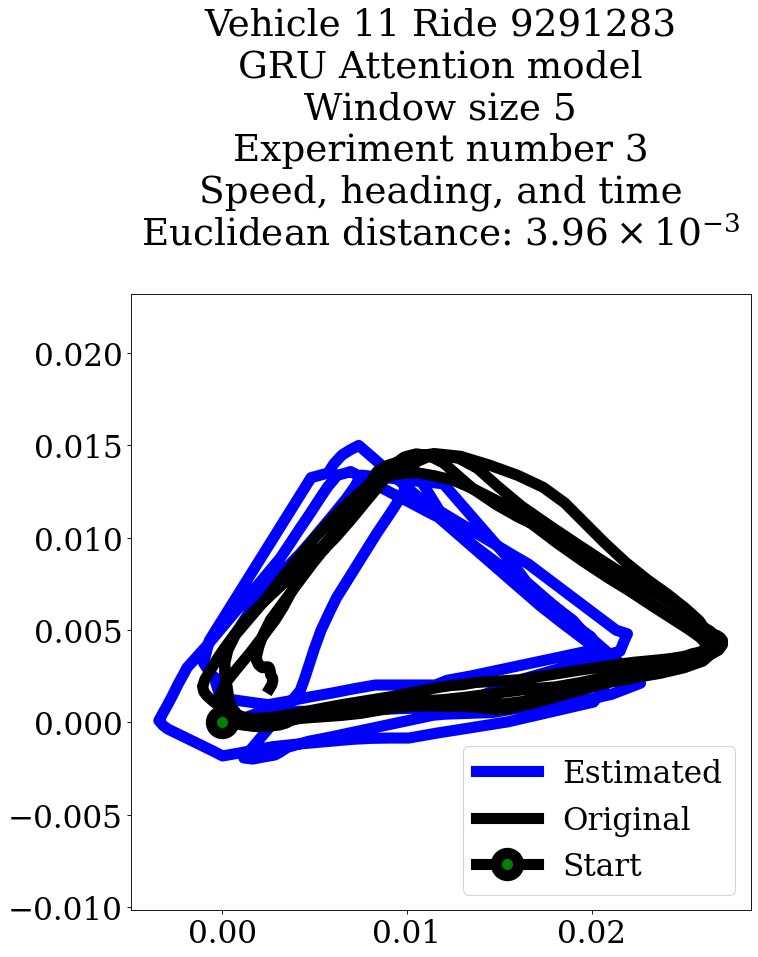 Vehicle 11 Ride 9291283
GRU Attention model
Window size 5
Experiment number 3
Speed, heading, and time
Euclidean distance: 3.96 × 10⁻³
0.020
0.015
0.010
0.005
0.000
−0.005
−0.010
0.00 0.01 0.02
Estimated
Original
Start